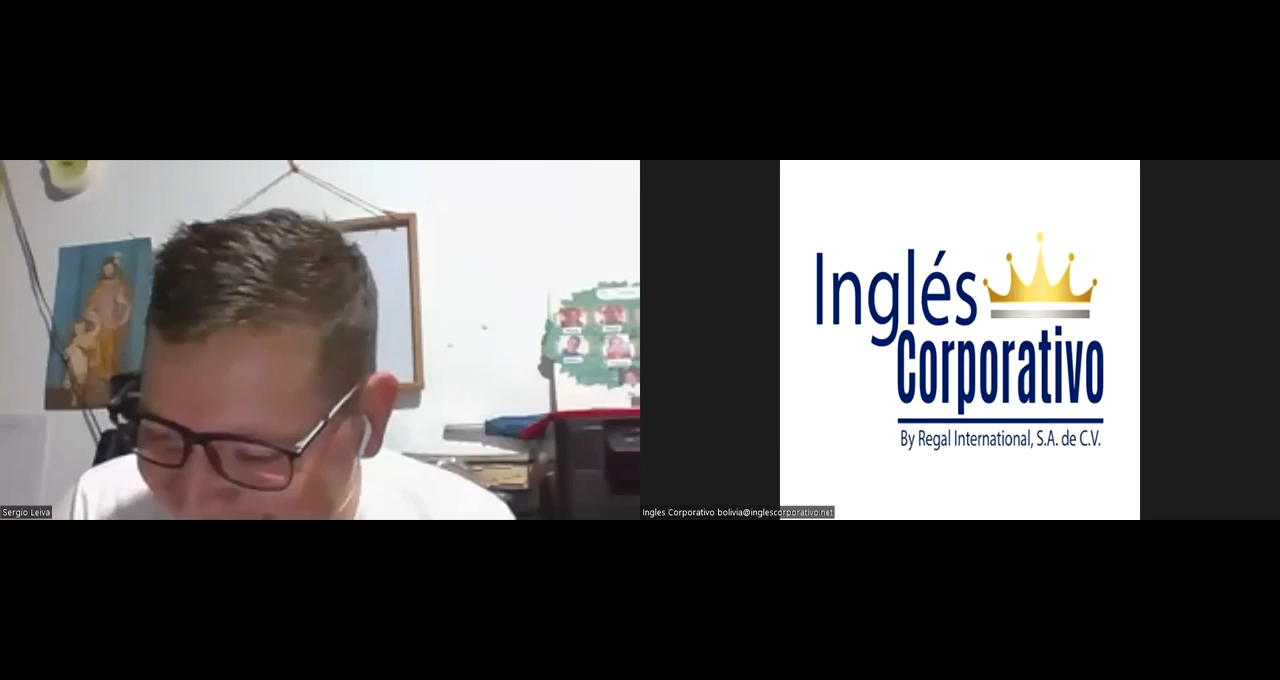 Inglés
Corporativo
By Regal International, S.A. de C.V.
Sergio Leiva
Ingles Corporativo bolivia@inglescorporativo.net